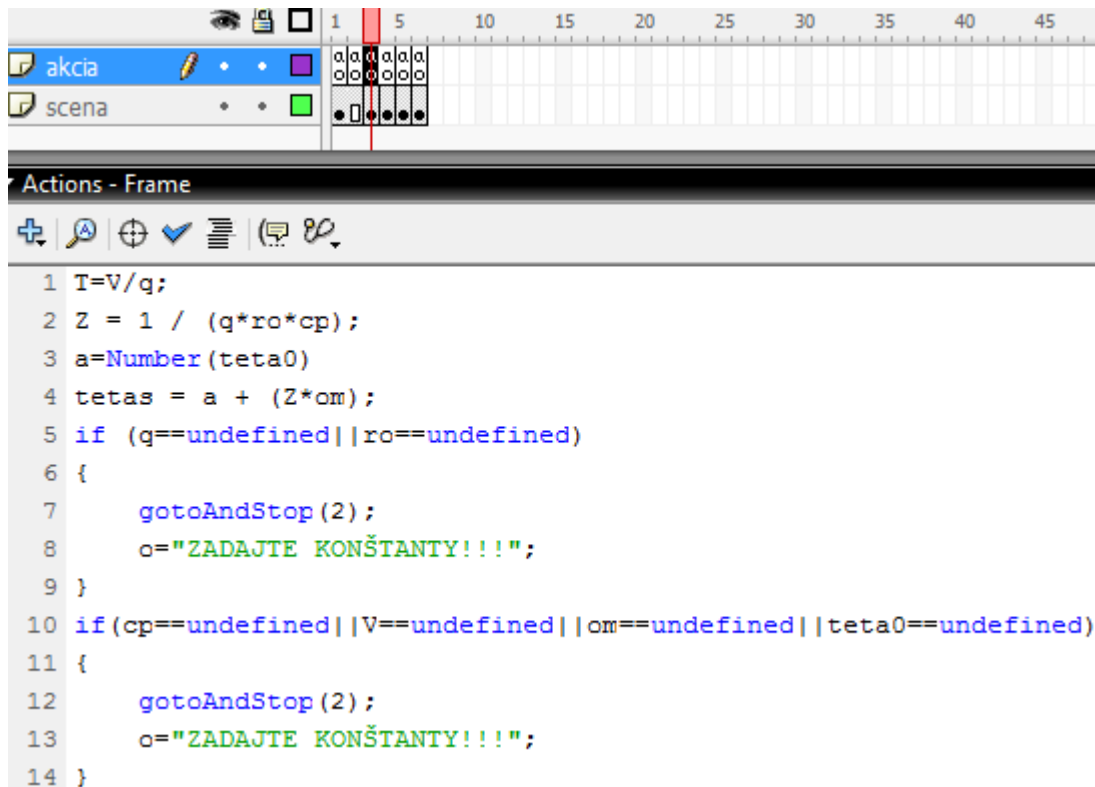 1 5 10 15 20 25 30 35 40 45
akcia
a a a a a a
scena
Actions - Frame
1 T=V/q;
2 Z = 1 / (q*ro*cp);
3 a=Number(teta0)
4 tetas = a + (Z*om);
5 if (q==undefined||ro==undefined)
6 {
7 gotoAndStop(2);
8 o="ZADAJTE KONŠTANTY!!!";
9 }
10 if(cp==undefined||V==undefined||om==undefined||teta0==undefined)
11 {
12 gotoAndStop(2);
13 o="ZADAJTE KONŠTANTY!!!";
14 }